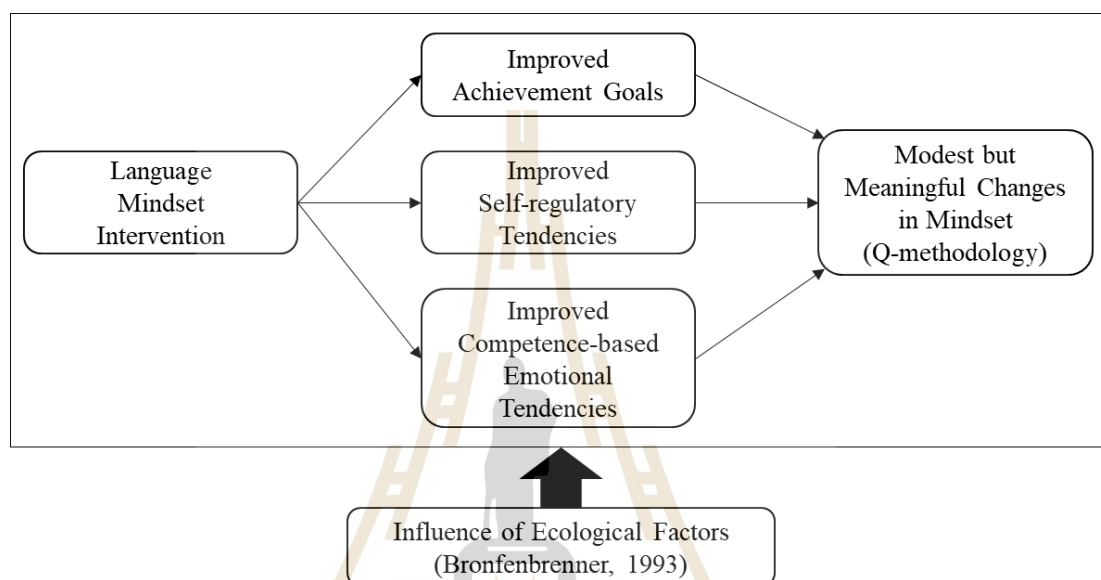 Language
Mindset
Intervention
Improved
Achievement Goals
Improved
Self-regulatory
Tendencies
Improved
Competence-based
Emotional
Tendencies
Modest but
Meaningful Changes
in Mindset
(Q-methodology)
Influence of Ecological Factors
(Bronfenbrenner, 1993)